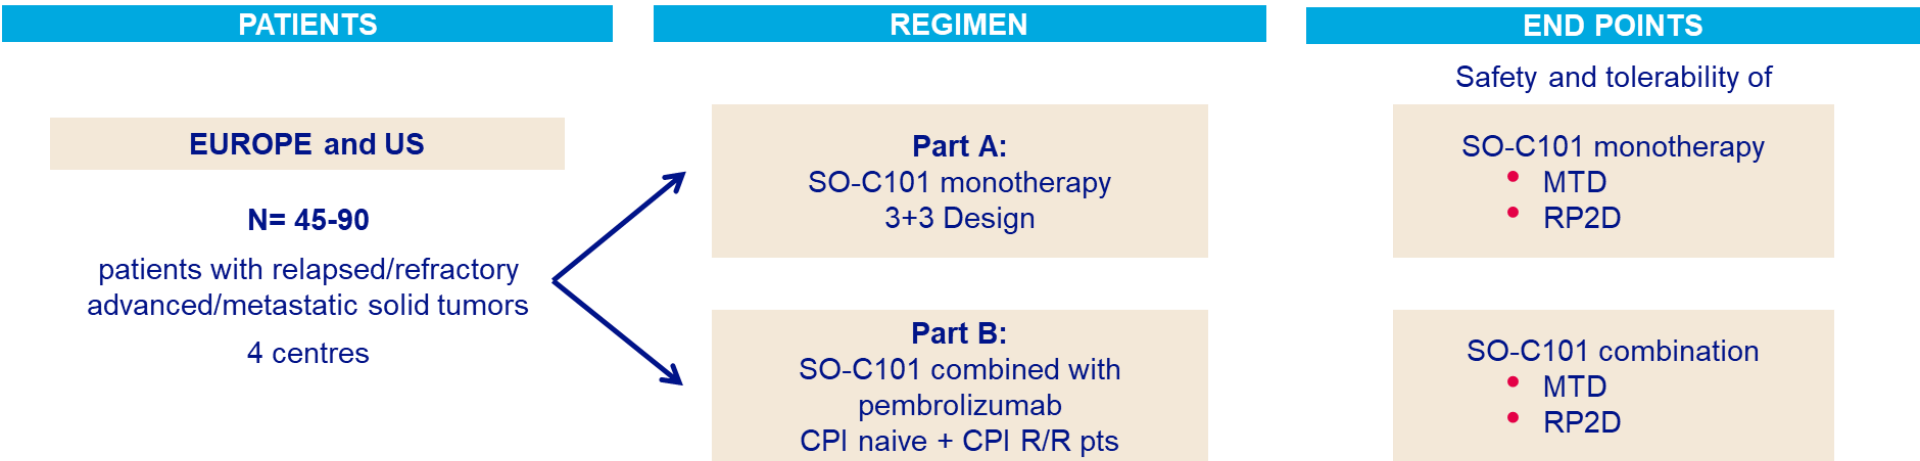 PATIENTS
EUROPE and US
N= 45-90
patients with relapsed/refractory
advanced/metastatic solid tumors
4 centres
REGIMEN
Part A:
SO-C101 monotherapy
3+3 Design
Part B:
SO-C101 combined with
pembrolizumab
CPI naive + CPI R/R pts
END POINTS
Safety and tolerability of
SO-C101 monotherapy
• MTD
• RP2D
SO-C101 combination
• MTD
• RP2D